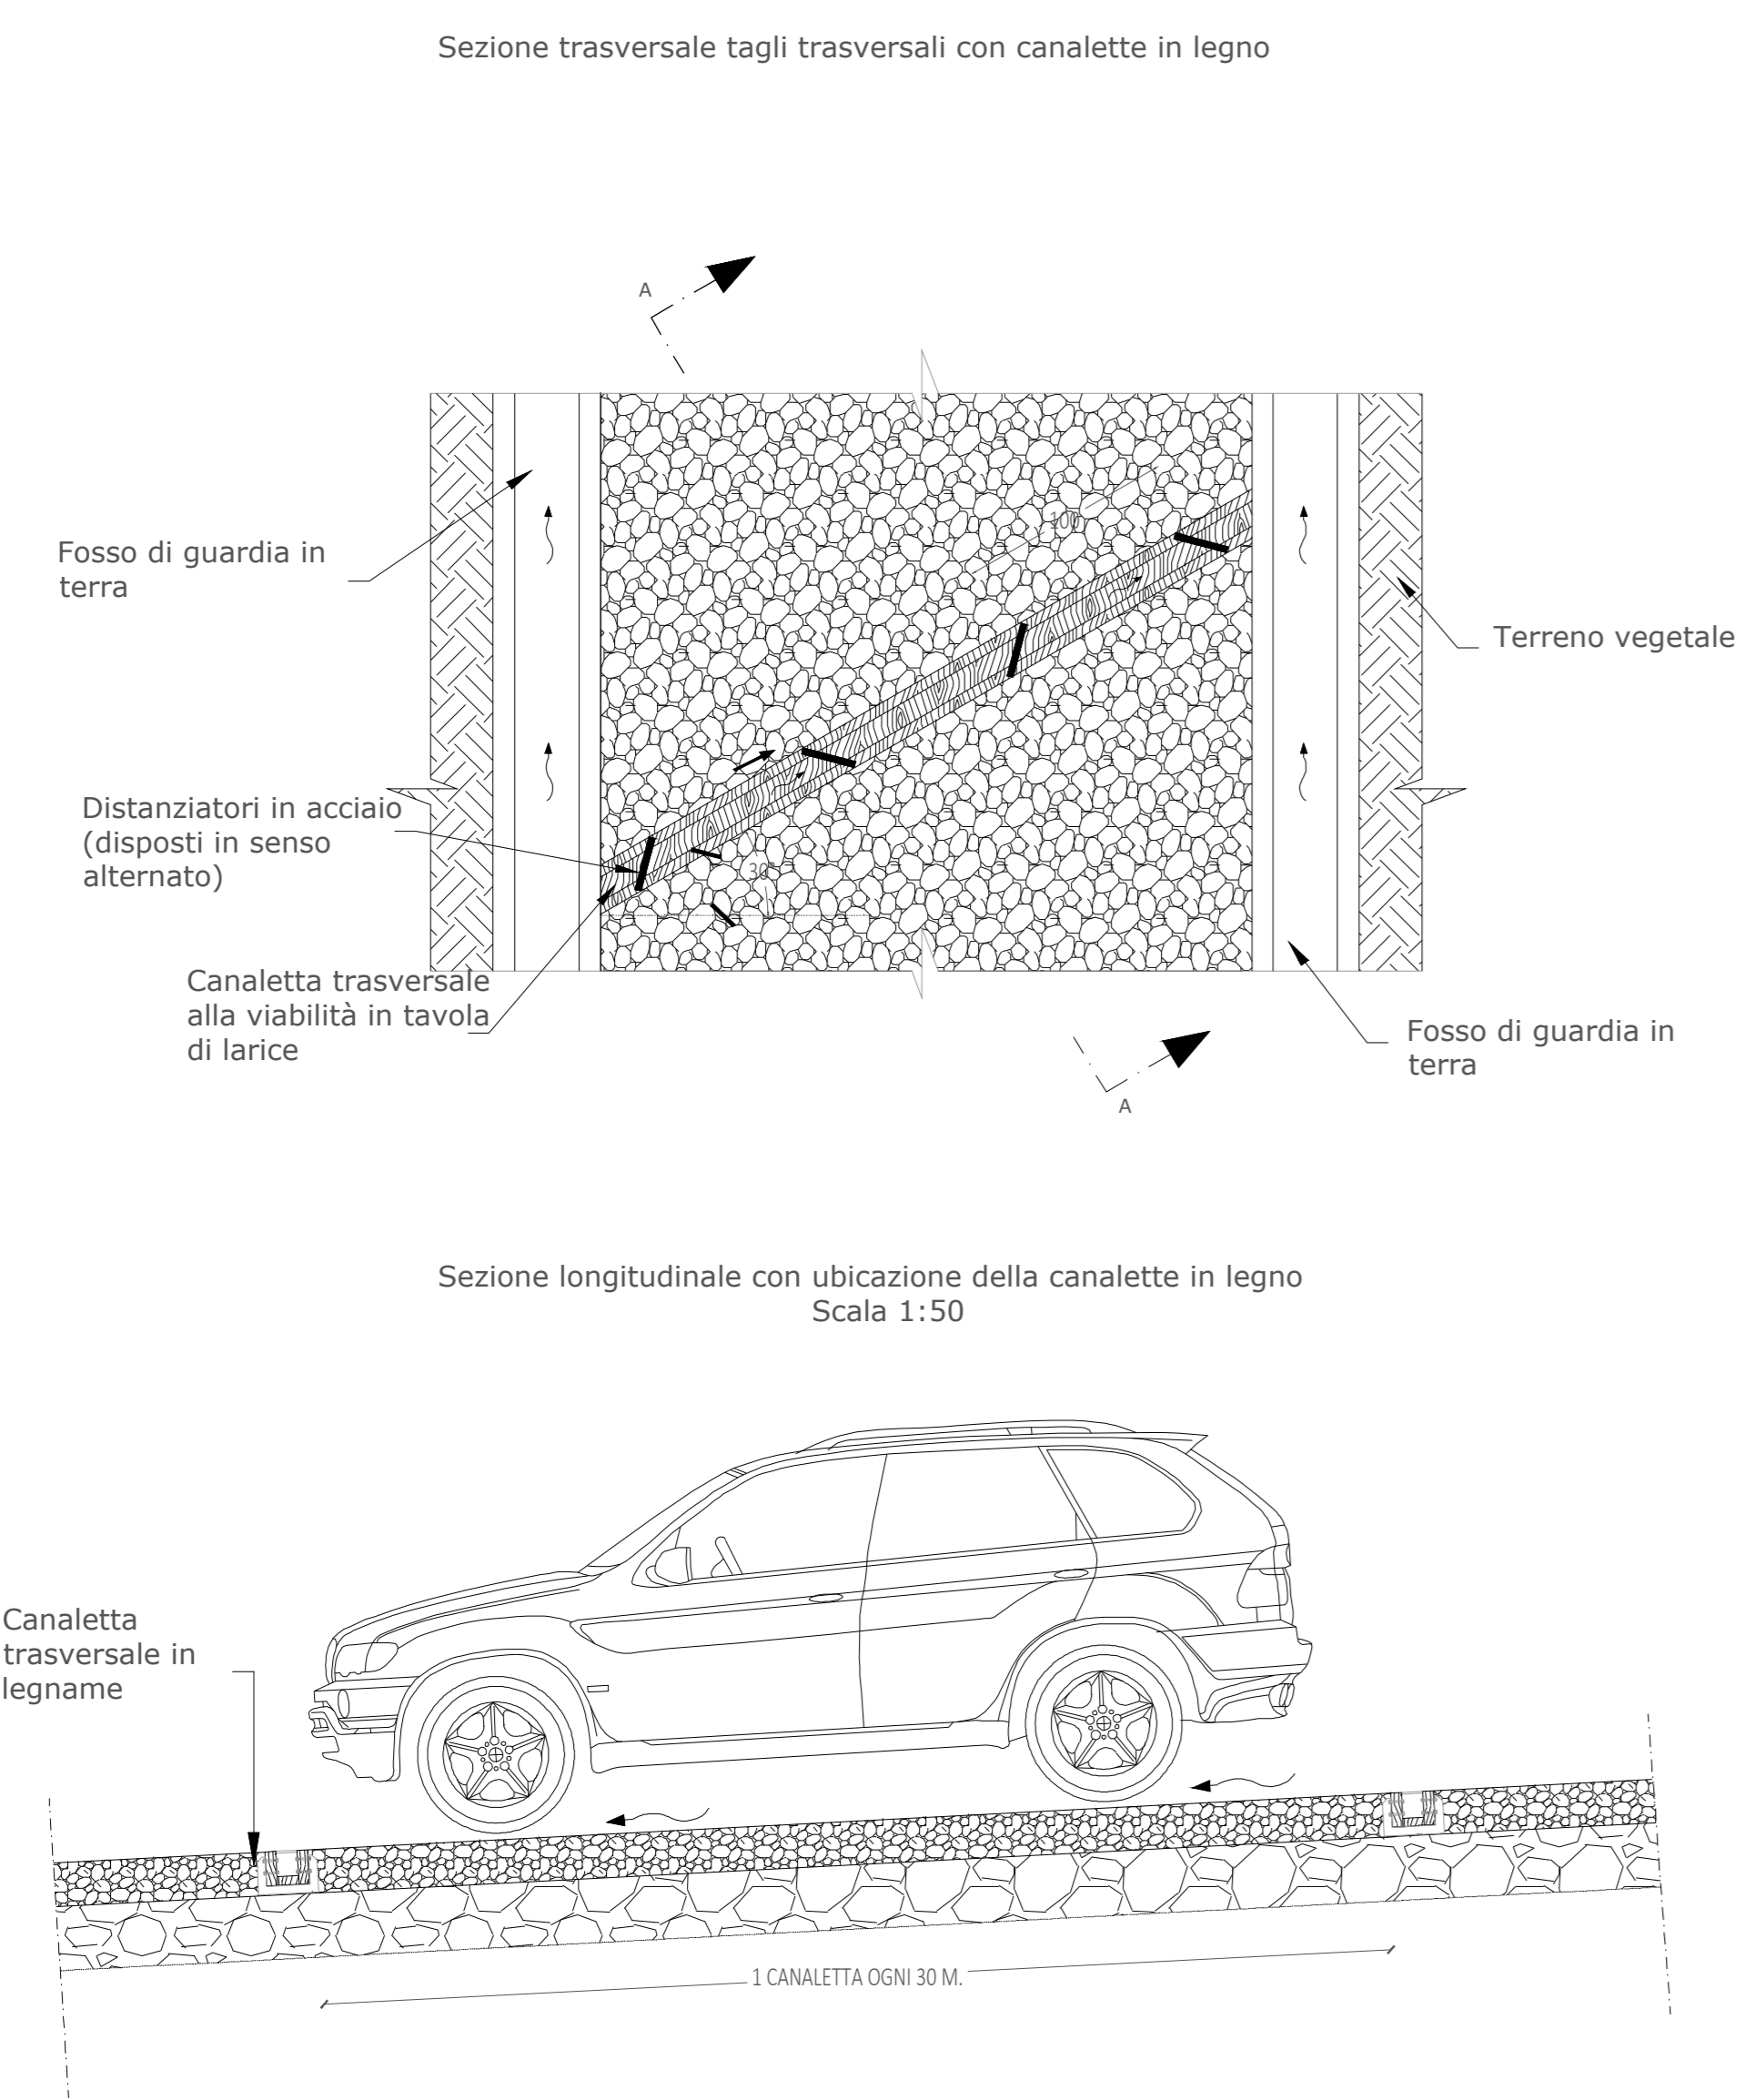 Sezione trasversale tagli trasversali con canalette in legno
A
100
Fosso di guardia in
terra
Terreno vegetale
Distanziatori in acciaio
(disposti in senso
alternato)
30°
Canaletta trasversale
alla viabilità in tavola
di larice
Fosso di guardia in
terra
A
Sezione longitudinale con ubicazione della canalette in legno
Scala 1:50
Canaletta
trasversale in
legname
1 CANALETTA OGNI 30 M.